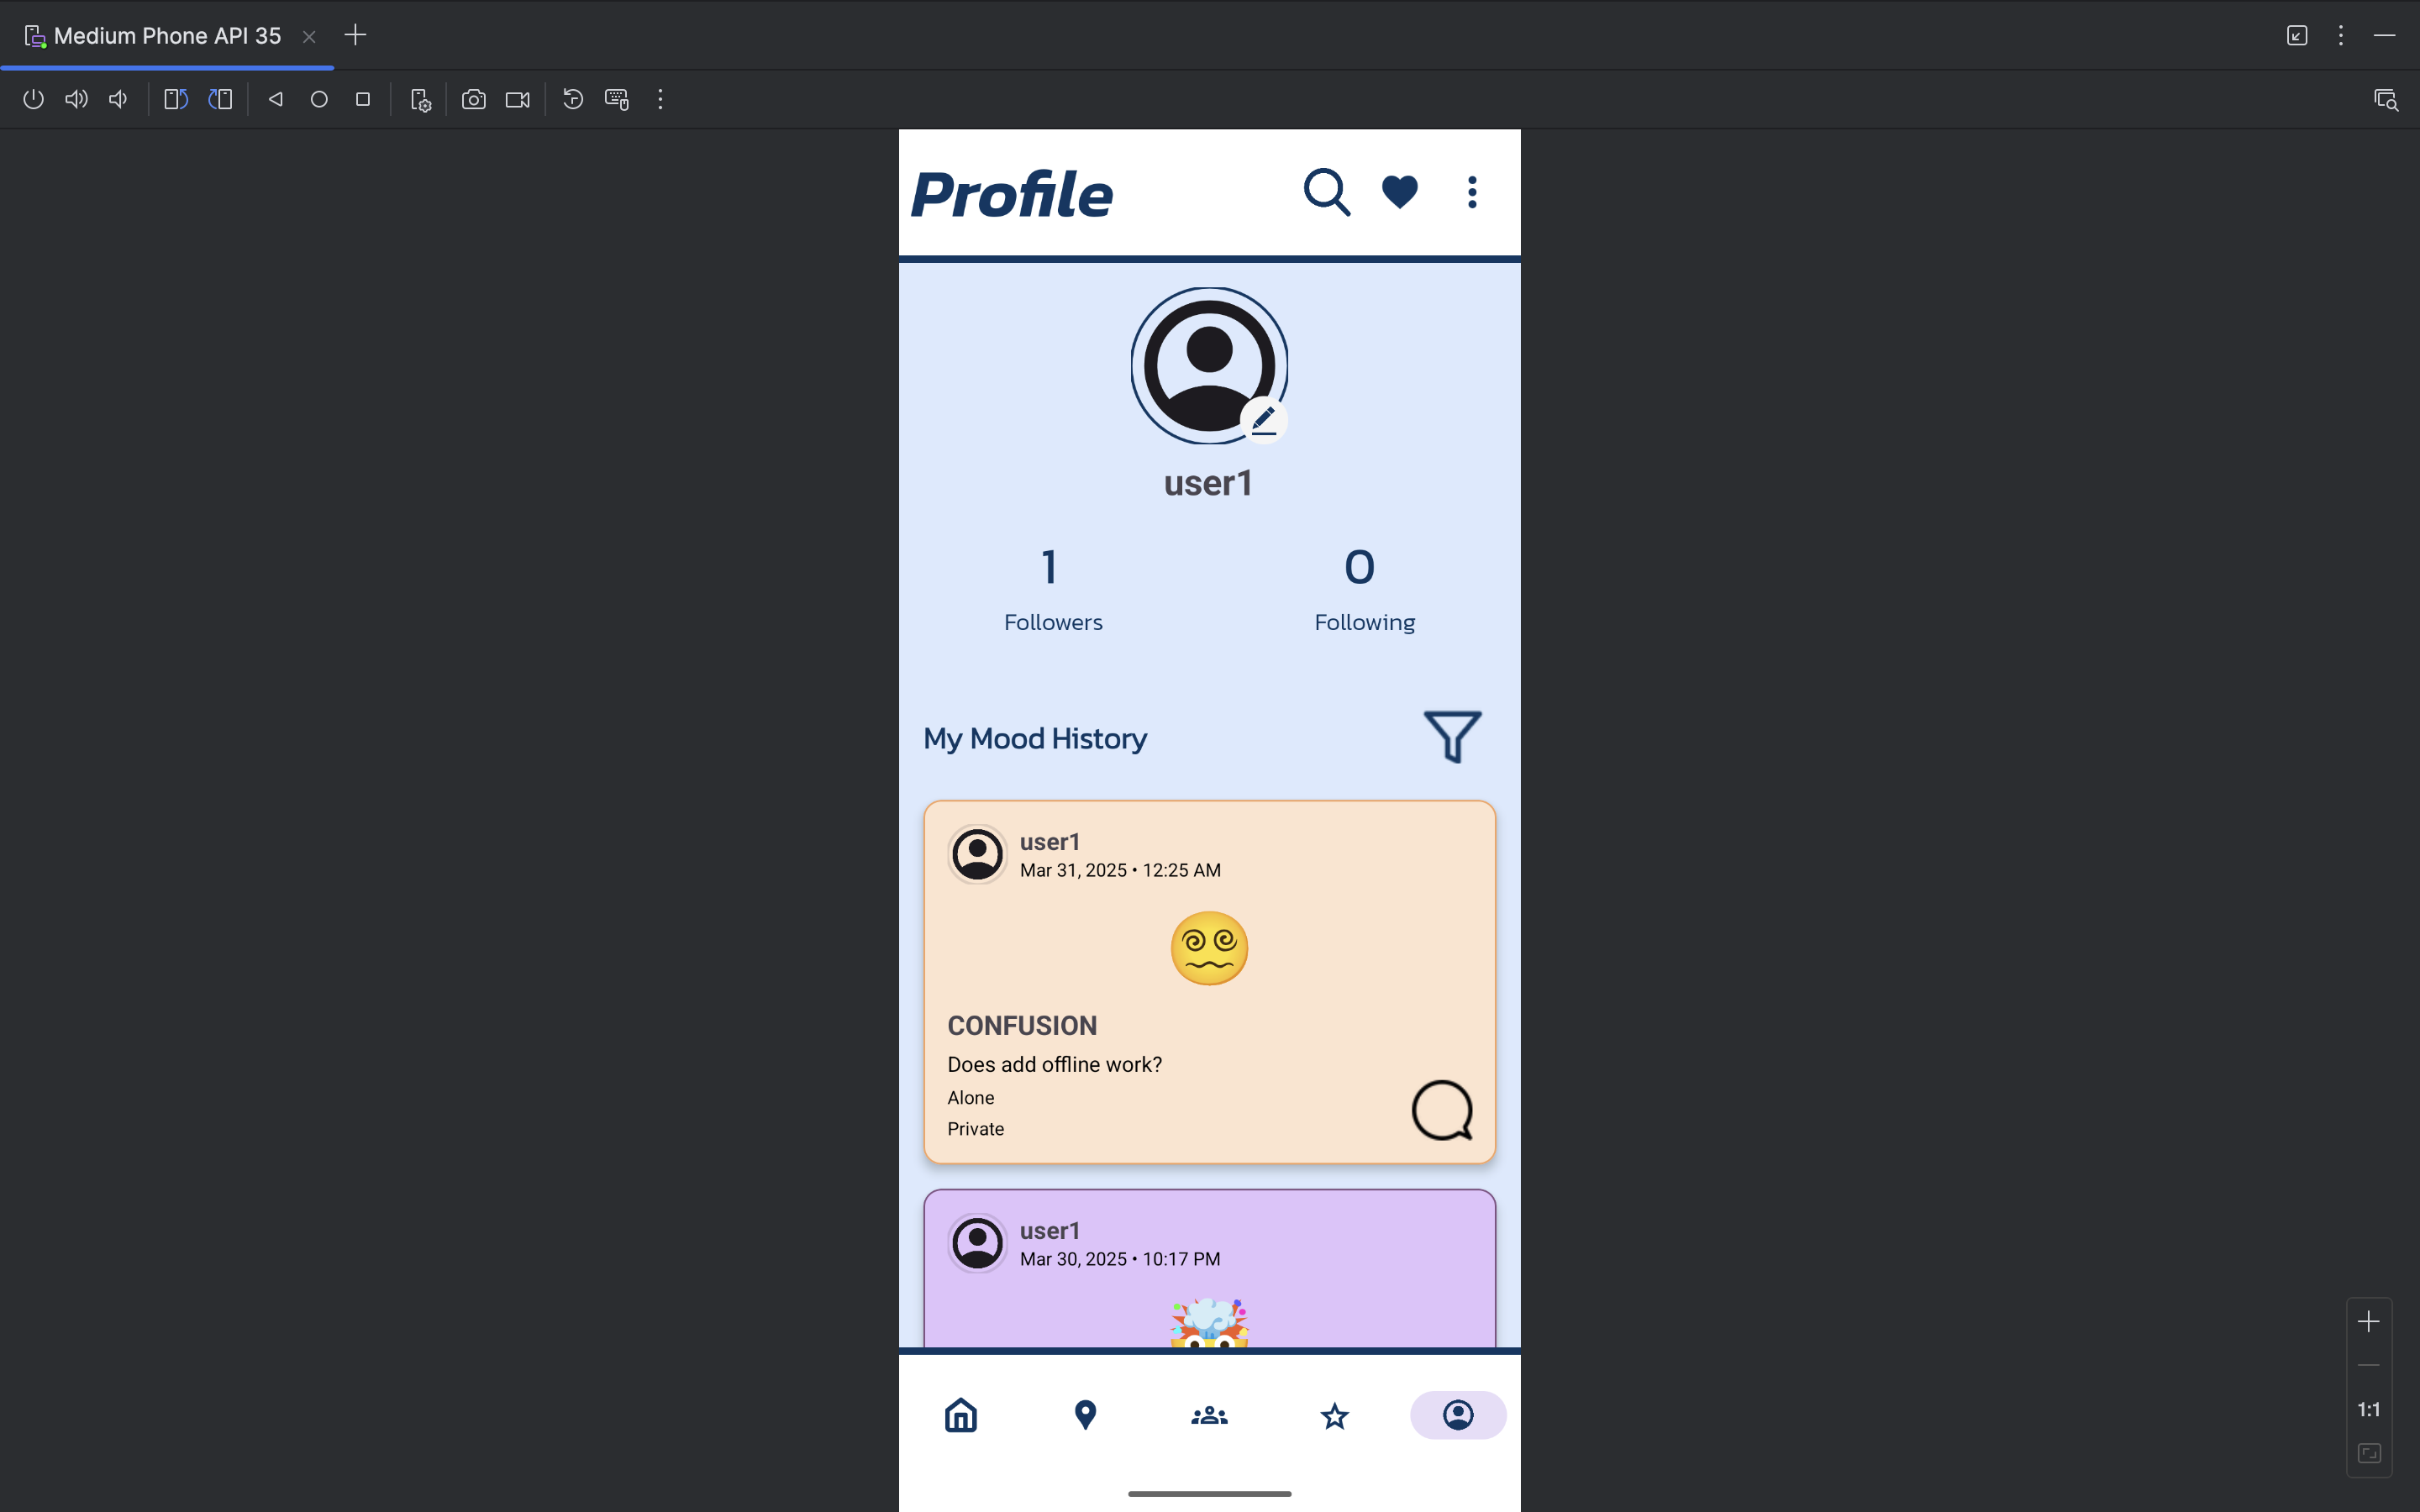 Medium Phone API 35
Profile
user1
1
0
Followers
Following
My Mood History
user1
Mar 31, 2025 • 12:25 AM
CONFUSION
Does add offline work?
Alone
Private
user1
Mar 30, 2025 • 10:17 PM
1:1